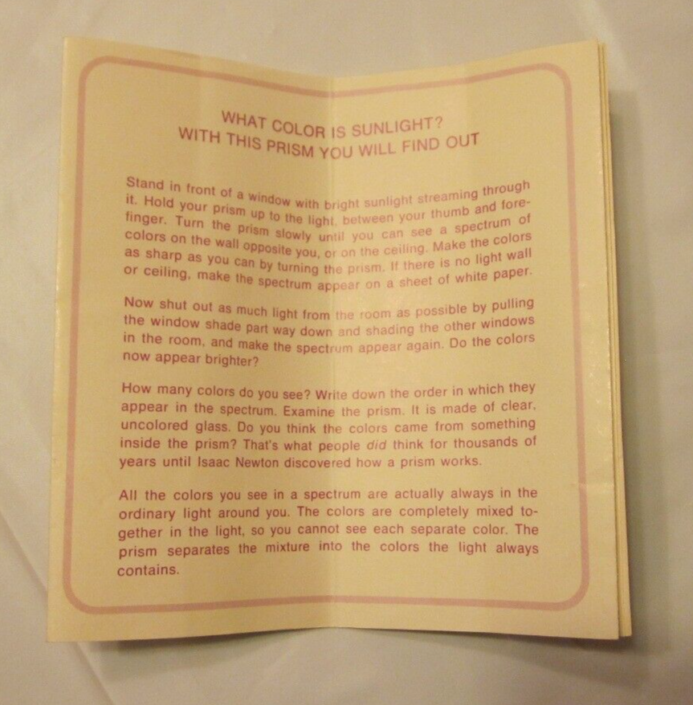 WHAT COLOR IS SUNLIGHT?
WITH THIS PRISM YOU WILL FIND OUT
Stand in front of a window with bright sunlight streaming through
it. Hold your prism up to the light, between your thumb and fore-
finger. Turn the prism slowly until you can see a spectrum of
colors on the wall opposite you, or on the ceiling. Make the colors
as sharp as you can by turning the prism. If there is no light wall
or ceiling, make the spectrum appear on a sheet of white paper.
Now shut out as much light from the room as possible by pulling
the window shade part way down and shading the other windows
in the room, and make the spectrum appear again. Do the colors
now appear brighter?
How many colors do you see? Write down the order in which they
appear in the spectrum. Examine the prism. It is made of clear,
uncolored glass. Do you think the colors came from something
inside the prism? That's what people did think for thousands of
years until Isaac Newton discovered how a prism works.
All the colors you see in a spectrum are actually always in the
ordinary light around you. The colors are completely mixed to-
gether in the light, so you cannot see each separate color. The
prism separates the mixture into the colors the light always
contains.